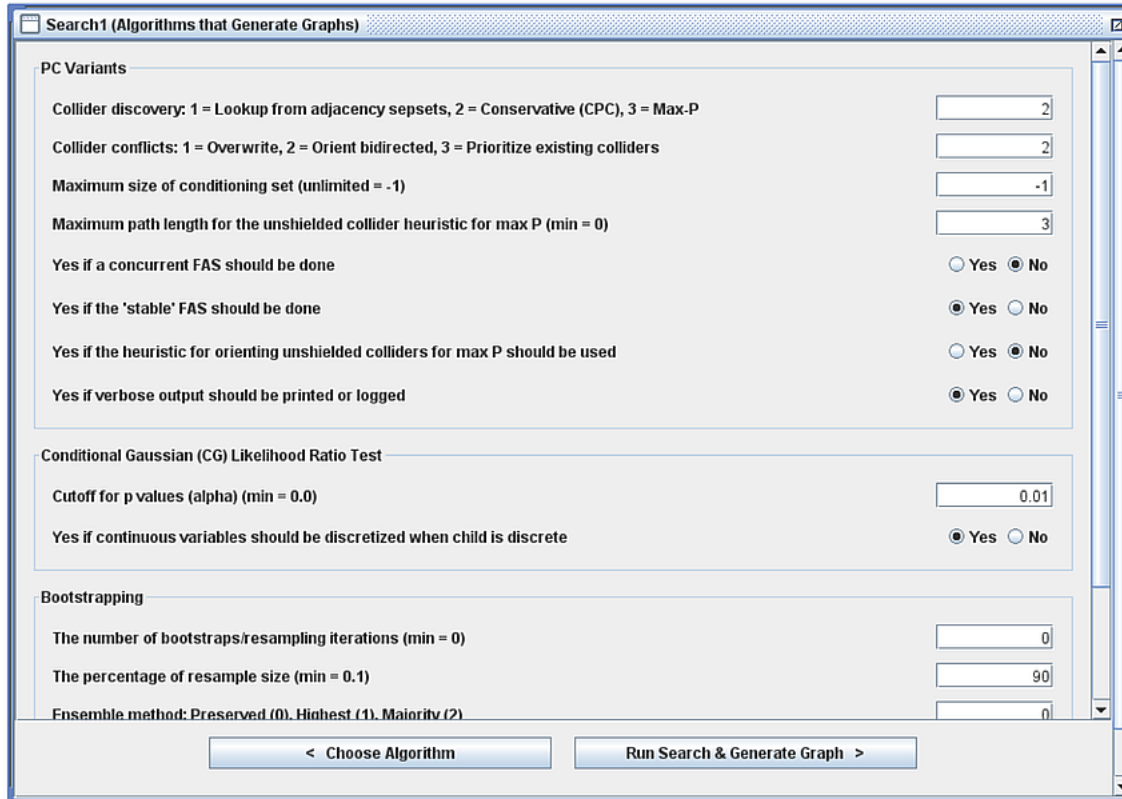 Search1 (Algorithms that Generate Graphs)
PC Variants
Collider discovery: 1 = Lookup from adjacency sepsets, 2 = Conservative (CPC), 3 = Max-P 2
Collider conflicts: 1 = Overwrite, 2 = Orient bidirected, 3 = Prioritize existing colliders 2
Maximum size of conditioning set (unlimited = -1) -1
Maximum path length for the unshielded collider heuristic for max P (min = 0) 3
Yes if a concurrent FAS should be done Yes No
Yes if the 'stable' FAS should be done Yes No
Yes if the heuristic for orienting unshielded colliders for max P should be used Yes No
Yes if verbose output should be printed or logged Yes No
Conditional Gaussian (CG) Likelihood Ratio Test
Cutoff for p values (alpha) (min = 0.0) 0.01
Yes if continuous variables should be discretized when child is discrete Yes No
Bootstrapping
The number of bootstraps/resampling iterations (min = 0) 0
The percentage of resample size (min = 0.1) 90
Ensemble method: Preserved (0), Highest (1), Majority (2) 0
< Choose Algorithm Run Search & Generate Graph >